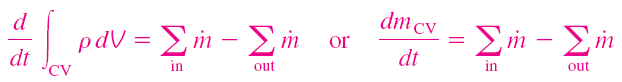 d/dt ∫_CV ρ dV = ∑_in ṁ − ∑_out ṁ or dm_CV/dt = ∑_in ṁ − ∑_out ṁ